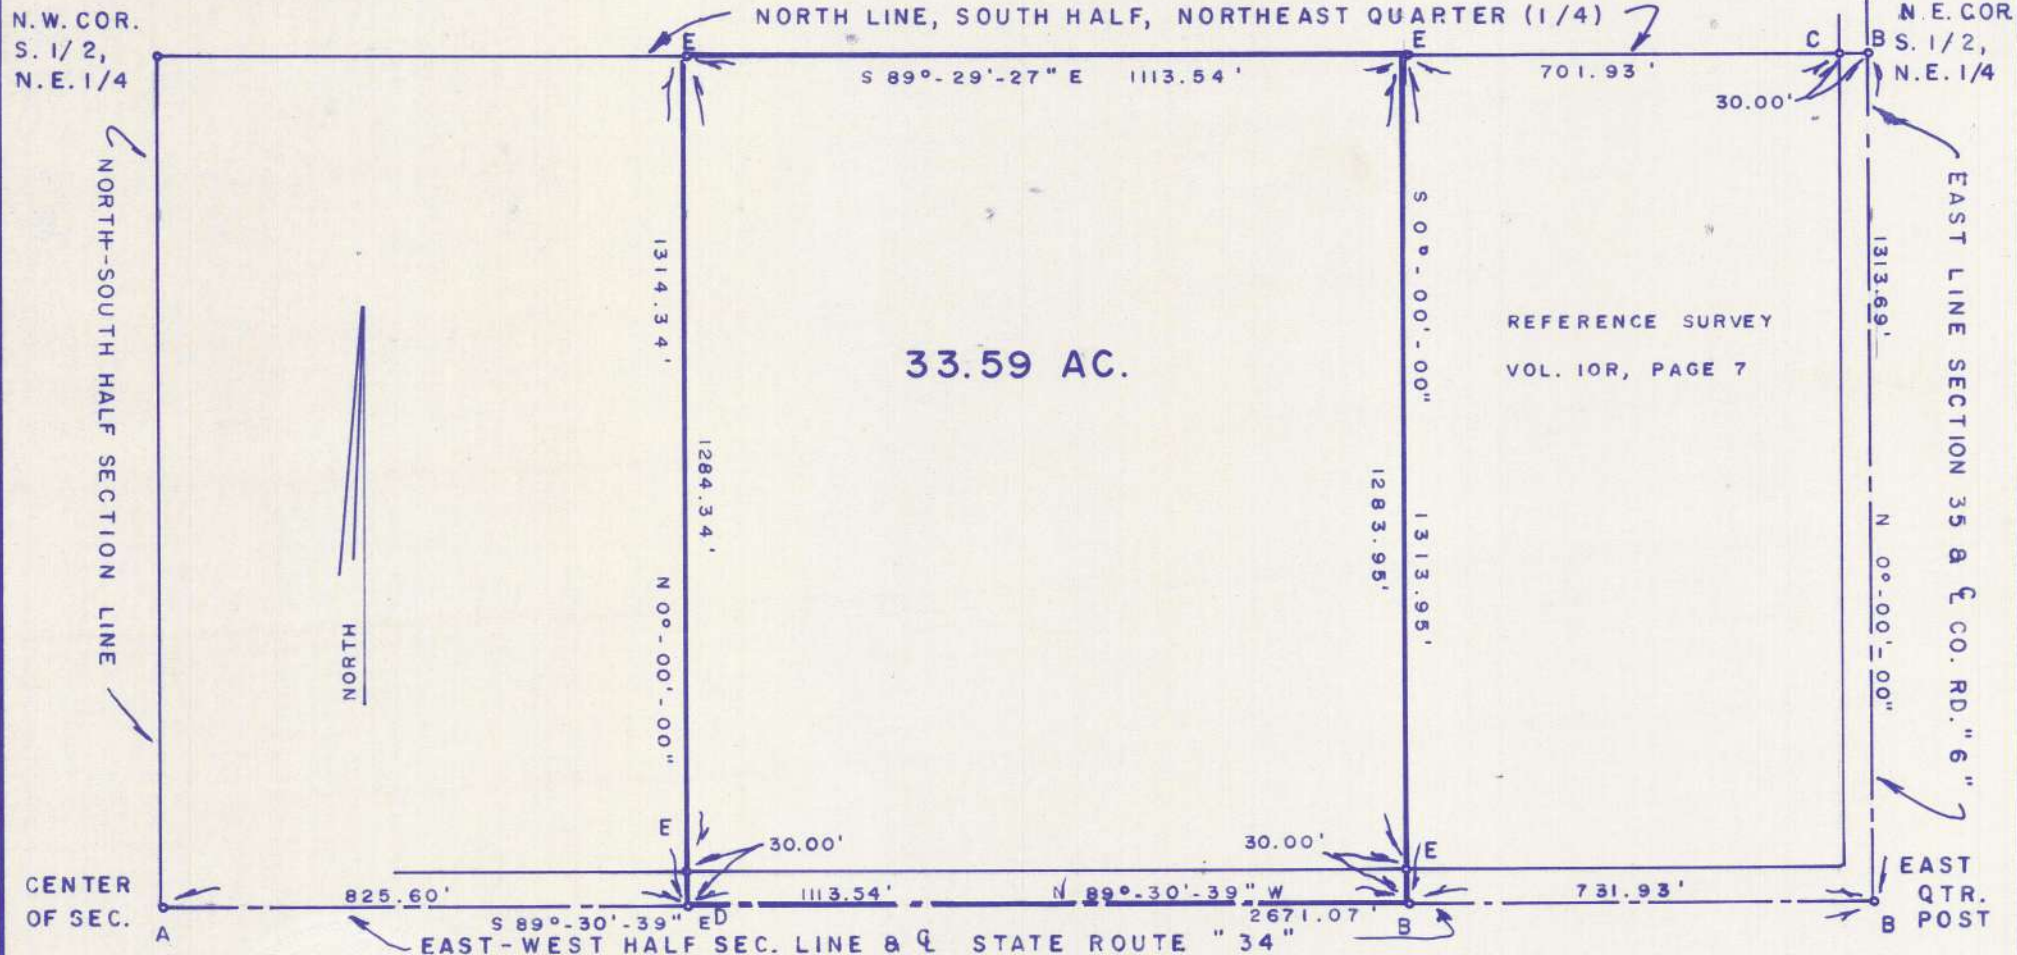 N.W. COR.
S. 1/2,
N.E. 1/4
NORTH LINE, SOUTH HALF, NORTHEAST QUARTER (1/4)
N.E. COR
S. 1/2,
N.E. 1/4
E
E
C
B
S 89°-29'-27" E 1113.54'
701.93'
30.00'
NORTH-SOUTH HALF SECTION LINE
NORTH
1314.34'
N 0°-00'-00"
1284.34'
33.59 AC.
1283.95'
S 0°-00'-00" 1313.95'
REFERENCE SURVEY
VOL. 10R, PAGE 7
1313.69'
N 0°-00'-00"
EAST LINE SECTION 35 & ℄ CO. RD. "6"
E
30.00'
30.00'
E
CENTER
OF SEC.
A
825.60'
S 89°-30'-39" E
D
1113.54'
N 89°-30'-39" W
2671.07'
B
731.93'
B
EAST
QTR.
POST
EAST-WEST HALF SEC. LINE & ℄ STATE ROUTE "34"